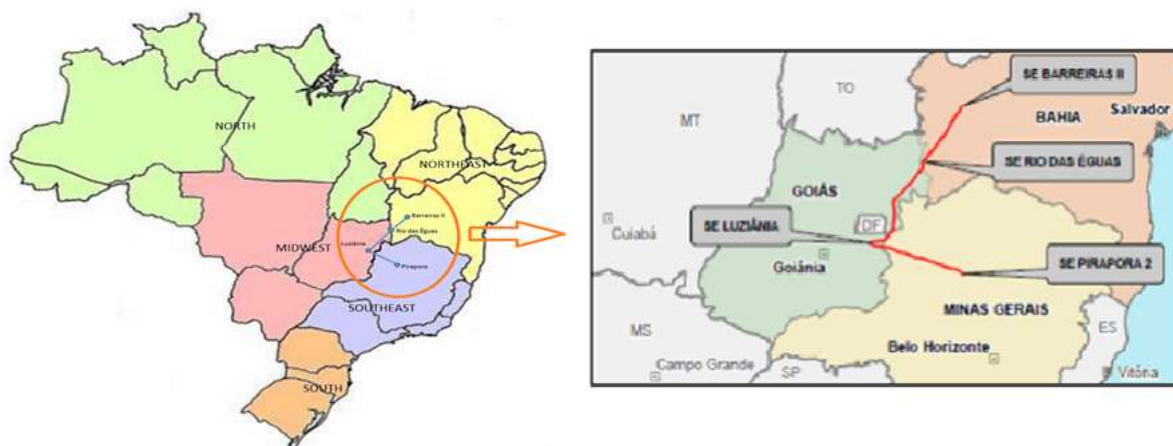 NORTH
NORTHEAST
Barreiras II
Rio das Éguas
Luziânia
MIDWEST
Pirapora
SOUTHEAST
SOUTH
SE BARREIRAS II
TO
BAHIA
Salvador
MT
SE RIO DAS ÉGUAS
GOIÁS
SE LUZIÂNIA
DF
Cuiabá
Goiânia
SE PIRAPORA 2
MINAS GERAIS
MS
ES
Belo Horizonte
Campo Grande
SP
Vitória